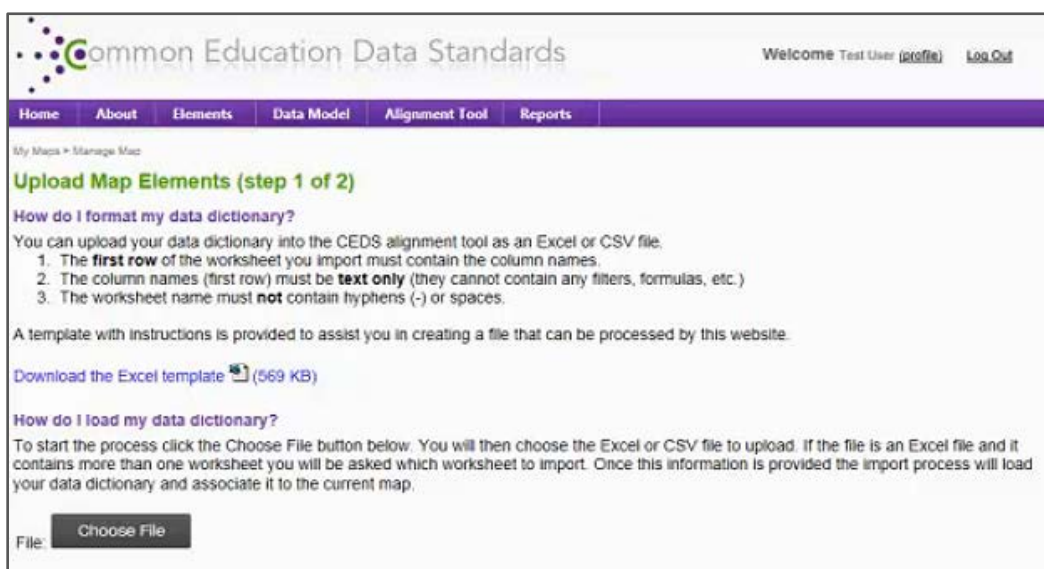 Common Education Data Standards
Welcome Test User (profile) Log Out
Home About Elements Data Model Alignment Tool Reports
My Maps ▸ Manage Map
Upload Map Elements (step 1 of 2)
How do I format my data dictionary?
You can upload your data dictionary into the CEDS alignment tool as an Excel or CSV file.
1. The first row of the worksheet you import must contain the column names.
2. The column names (first row) must be text only (they cannot contain any filters, formulas, etc.)
3. The worksheet name must not contain hyphens (-) or spaces.
A template with instructions is provided to assist you in creating a file that can be processed by this website.
Download the Excel template (569 KB)
How do I load my data dictionary?
To start the process click the Choose File button below. You will then choose the Excel or CSV file to upload. If the file is an Excel file and it
contains more than one worksheet you will be asked which worksheet to import. Once this information is provided the import process will load
your data dictionary and associate it to the current map.
File: Choose File